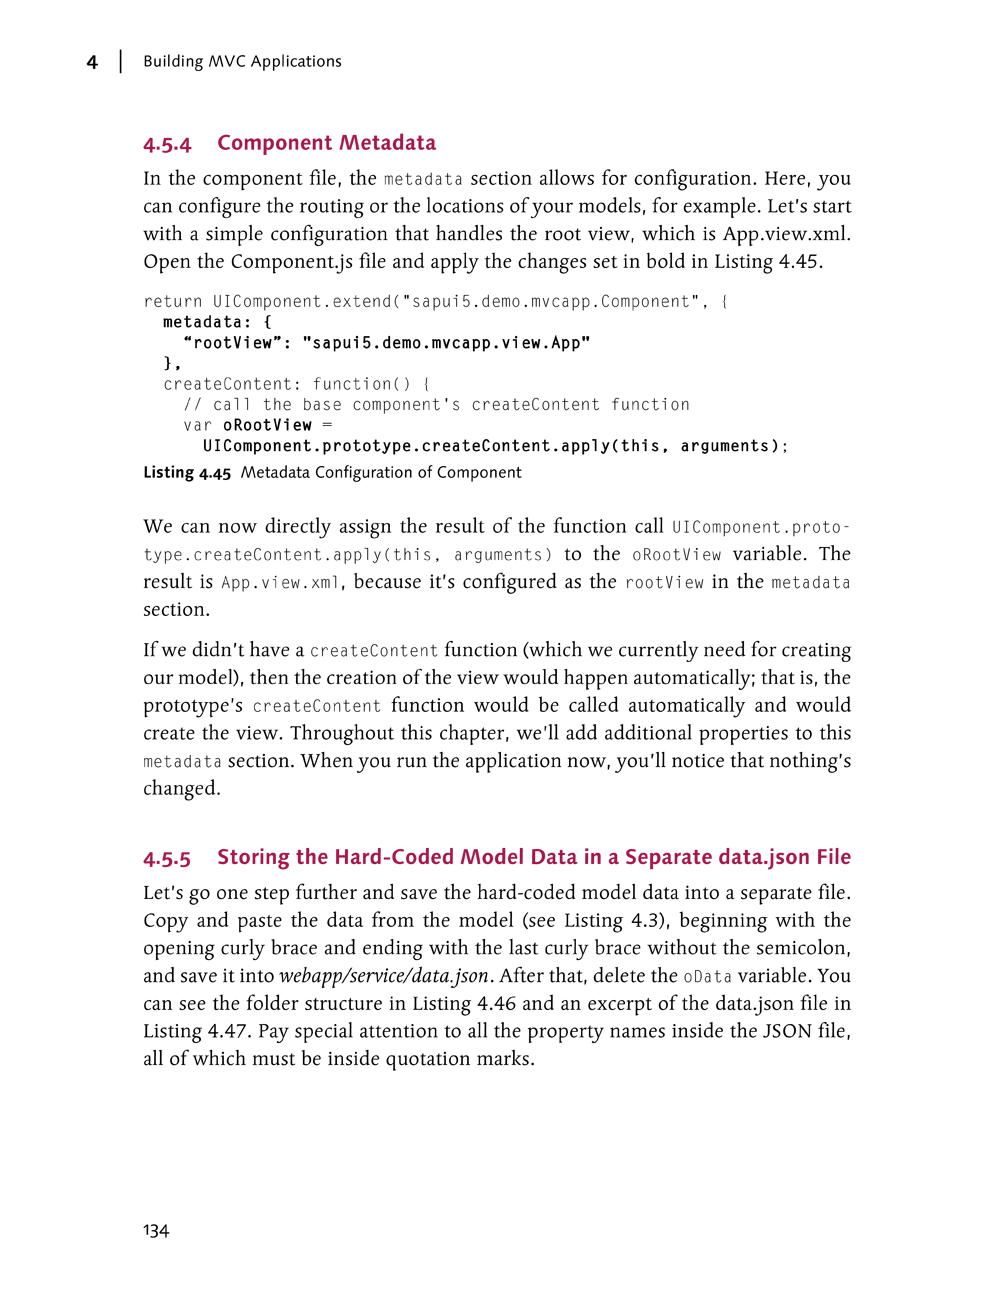 4 | Building MVC Applications
4.5.4 Component Metadata
In the component file, the metadata section allows for configuration. Here, you
can configure the routing or the locations of your models, for example. Let’s start
with a simple configuration that handles the root view, which is App.view.xml.
Open the Component.js file and apply the changes set in bold in Listing 4.45.
return UIComponent.extend("sapui5.demo.mvcapp.Component", {
  metadata: {
    “rootView”: "sapui5.demo.mvcapp.view.App"
  },
  createContent: function() {
    // call the base component's createContent function
    var oRootView =
      UIComponent.prototype.createContent.apply(this, arguments);
Listing 4.45 Metadata Configuration of Component
We can now directly assign the result of the function call UIComponent.proto-
type.createContent.apply(this, arguments) to the oRootView variable. The
result is App.view.xml, because it’s configured as the rootView in the metadata
section.
If we didn’t have a createContent function (which we currently need for creating
our model), then the creation of the view would happen automatically; that is, the
prototype’s createContent function would be called automatically and would
create the view. Throughout this chapter, we’ll add additional properties to this
metadata section. When you run the application now, you’ll notice that nothing’s
changed.
4.5.5 Storing the Hard-Coded Model Data in a Separate data.json File
Let’s go one step further and save the hard-coded model data into a separate file.
Copy and paste the data from the model (see Listing 4.3), beginning with the
opening curly brace and ending with the last curly brace without the semicolon,
and save it into webapp/service/data.json. After that, delete the oData variable. You
can see the folder structure in Listing 4.46 and an excerpt of the data.json file in
Listing 4.47. Pay special attention to all the property names inside the JSON file,
all of which must be inside quotation marks.
134